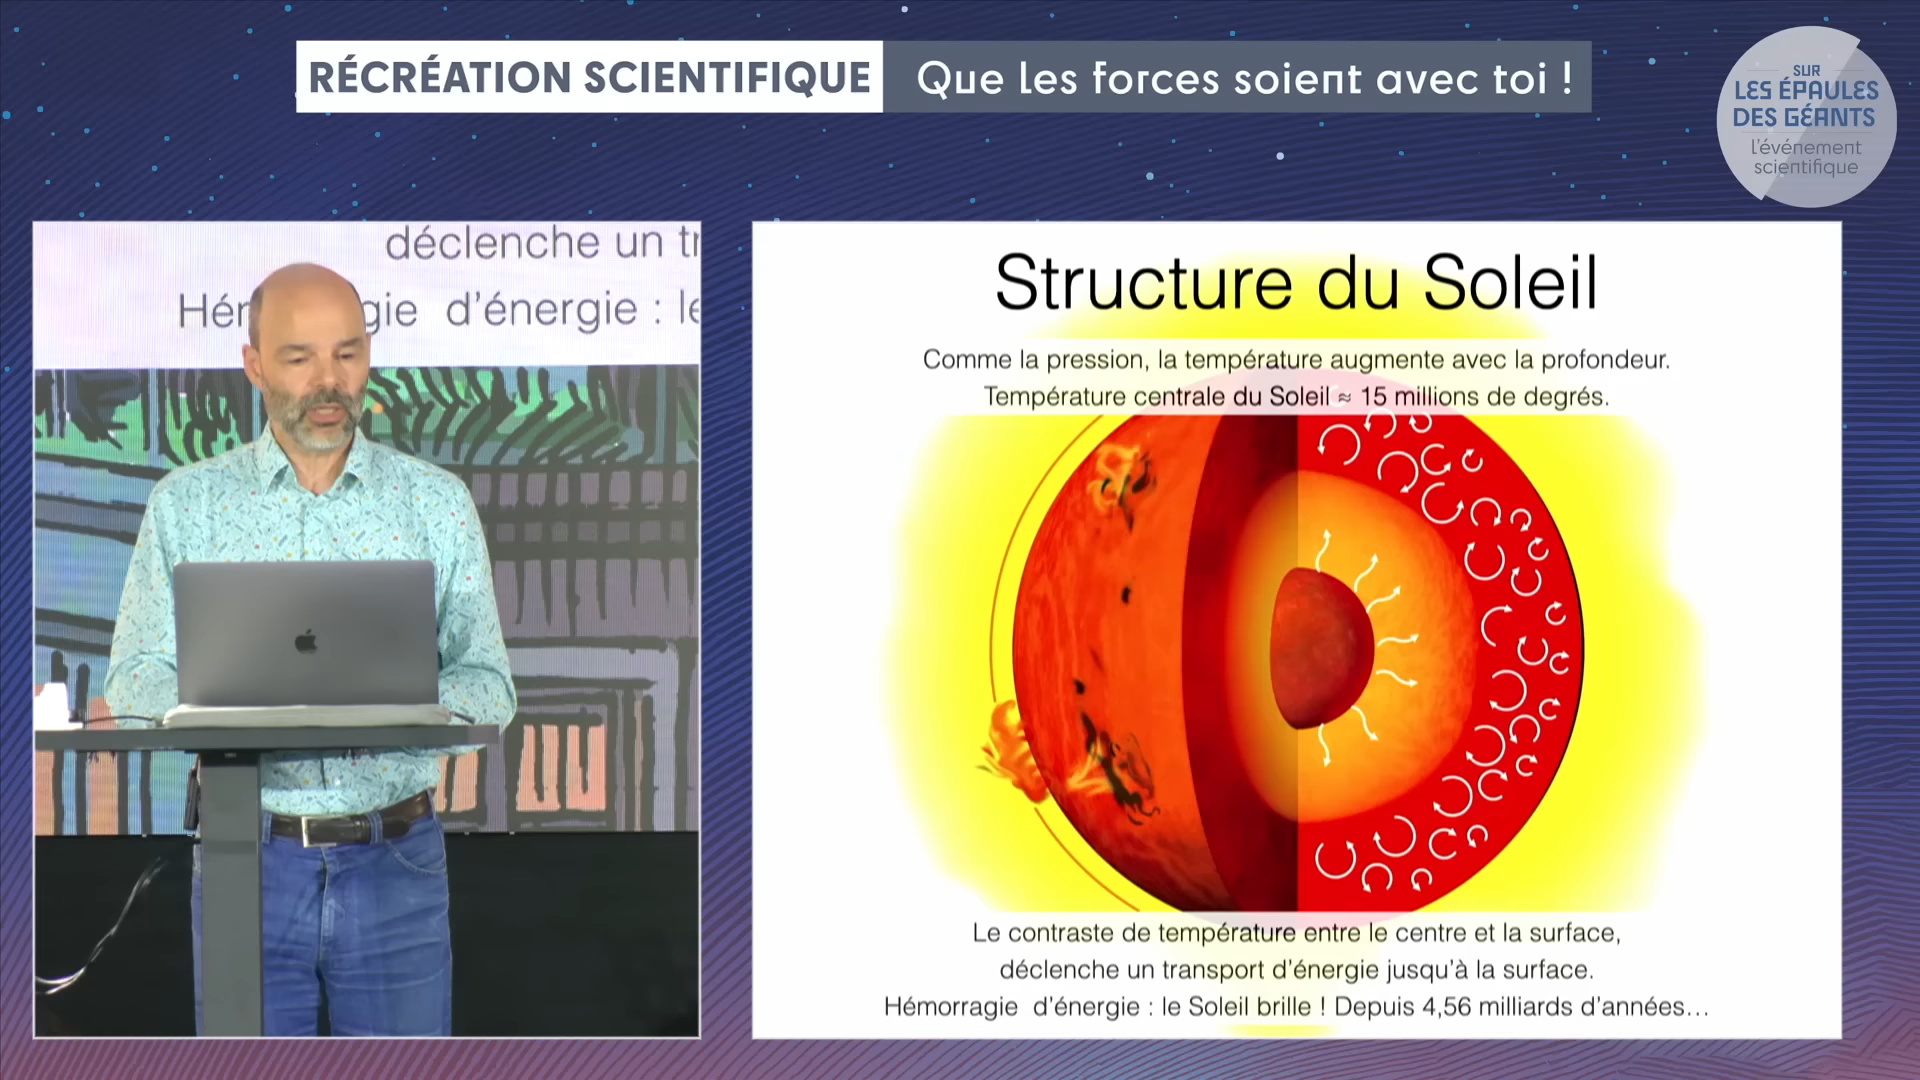 RÉCRÉATION SCIENTIFIQUE Que les forces soient avec toi !
SUR
LES ÉPAULES
DES GÉANTS
l'événement
scientifique
déclenche un
d'énergie :
Structure du Soleil
Comme la pression, la température augmente avec la profondeur.
Température centrale du Soleil ≈ 15 millions de degrés.
Le contraste de température entre le centre et la surface,
déclenche un transport d'énergie jusqu'à la surface.
Hémorragie d'énergie : le Soleil brille ! Depuis 4,56 milliards d'années…